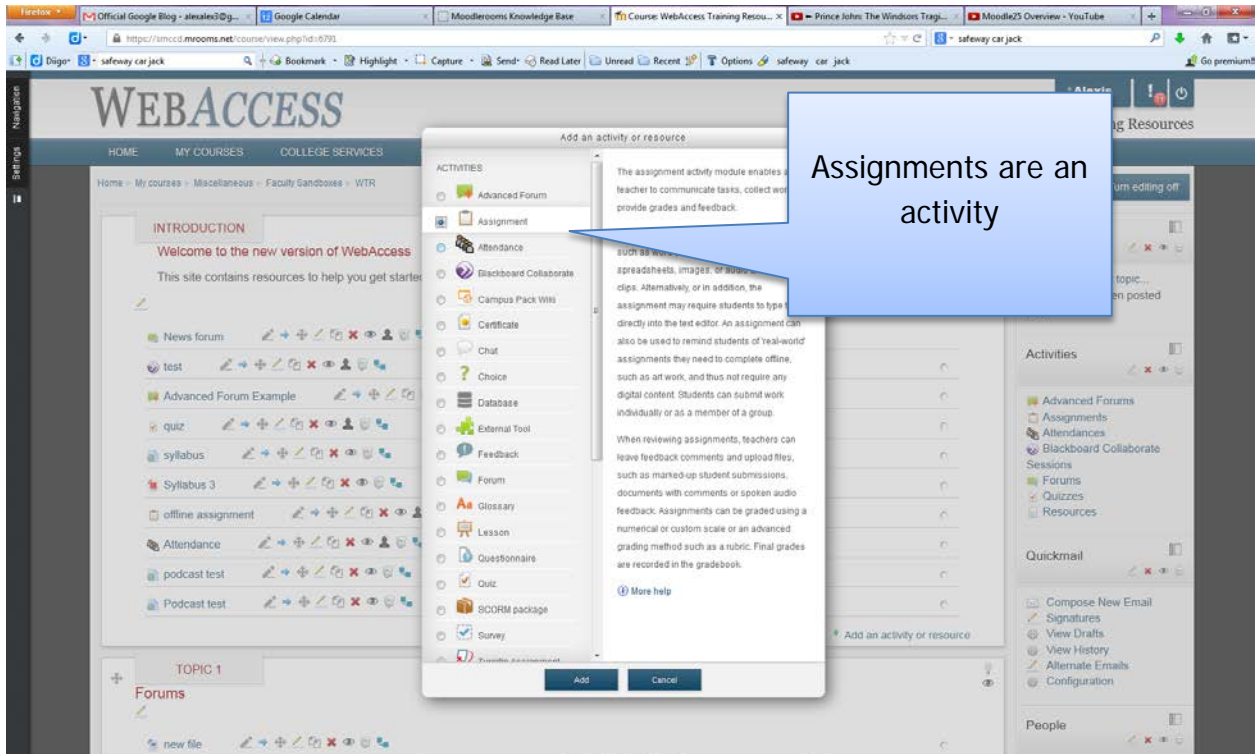 Firefox
Official Google Blog - alexalex3@g...
Google Calendar
Moodlerooms Knowledge Base
Course: WebAccess Training Resou...
Prince John: The Windsors Tragi...
Moodle25 Overview - YouTube
https://smccd.mrooms.net/course/view.php?id=6791
safeway car jack
Diigo safeway car jack Bookmark Highlight Capture Send Read Later Unread Recent Options safeway car jack Go premium!
Navigation
Settings
WEBACCESS
Alexis
ng Resources
HOME MY COURSES COLLEGE SERVICES
Home My courses Miscellaneous Faculty Sandboxes WTR
Turn editing off
INTRODUCTION
Welcome to the new version of WebAccess
This site contains resources to help you get starte
News forum
test
Advanced Forum Example
quiz
syllabus
Syllabus 3
offline assignment
Attendance
podcast test
Podcast test
Add an activity or resource
TOPIC 1
Forums
new file
Add an activity or resource
ACTIVITIES
Advanced Forum
Assignment
Attendance
Blackboard Collaborate
Campus Pack Wiki
Certificate
Chat
Choice
Database
External Tool
Feedback
Forum
Glossary
Lesson
Questionnaire
Quiz
SCORM package
Survey
The assignment activity module enables a
teacher to communicate tasks, collect wor
provide grades and feedback.
such as
spreadsheets, images, or audio
clips. Alternatively, or in addition, the
assignment may require students to type
directly into the text editor. An assignment can
also be used to remind students of 'real-world'
assignments they need to complete offline,
such as art work, and thus not require any
digital content. Students can submit work
individually or as a member of a group.
When reviewing assignments, teachers can
leave feedback comments and upload files,
such as marked-up student submissions,
documents with comments or spoken audio
feedback. Assignments can be graded using a
numerical or custom scale or an advanced
grading method such as a rubric. Final grades
are recorded in the gradebook.
More help
Add Cancel
Assignments are an
activity
topic...
en posted
Activities
Advanced Forums
Assignments
Attendances
Blackboard Collaborate
Sessions
Forums
Quizzes
Resources
Quickmail
Compose New Email
Signatures
View Drafts
View History
Alternate Emails
Configuration
People